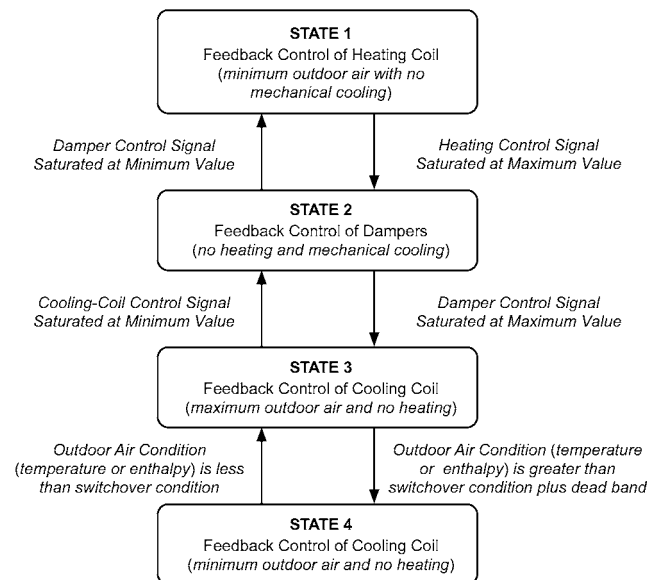 STATE 1
Feedback Control of Heating Coil
(minimum outdoor air with no
mechanical cooling)
Damper Control Signal
Saturated at Minimum Value
Heating Control Signal
Saturated at Maximum Value
STATE 2
Feedback Control of Dampers
(no heating and mechanical cooling)
Cooling-Coil Control Signal
Saturated at Minimum Value
Damper Control Signal
Saturated at Maximum Value
STATE 3
Feedback Control of Cooling Coil
(maximum outdoor air and no heating)
Outdoor Air Condition
(temperature or enthalpy) is less
than switchover condition
Outdoor Air Condition (temperature
or enthalpy) is greater than
switchover condition plus dead band
STATE 4
Feedback Control of Cooling Coil
(minimum outdoor air and no heating)